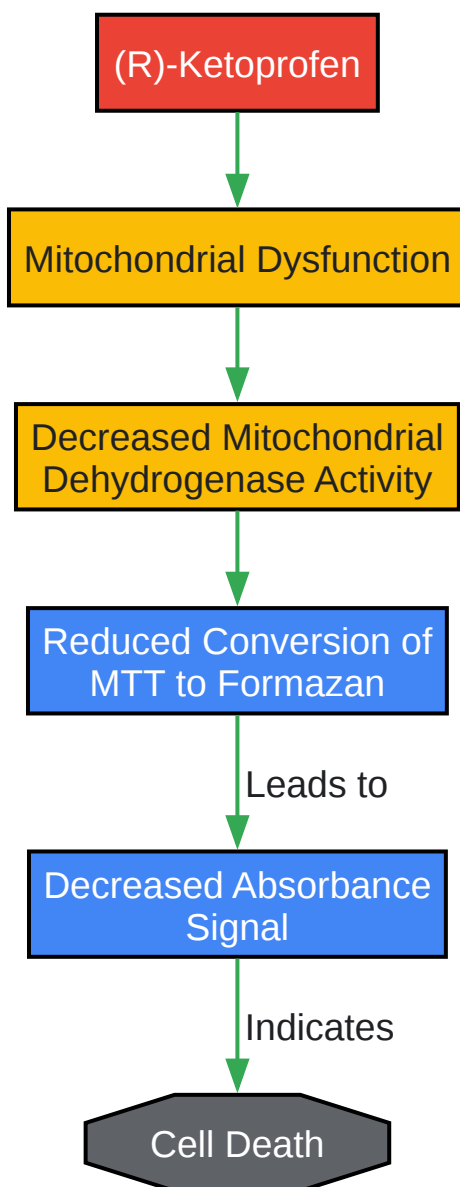 (R)-Ketoprofen
Mitochondrial Dysfunction
Decreased Mitochondrial
Dehydrogenase Activity
Reduced Conversion of
MTT to Formazan
Leads to
Decreased Absorbance
Signal
Indicates
Cell Death